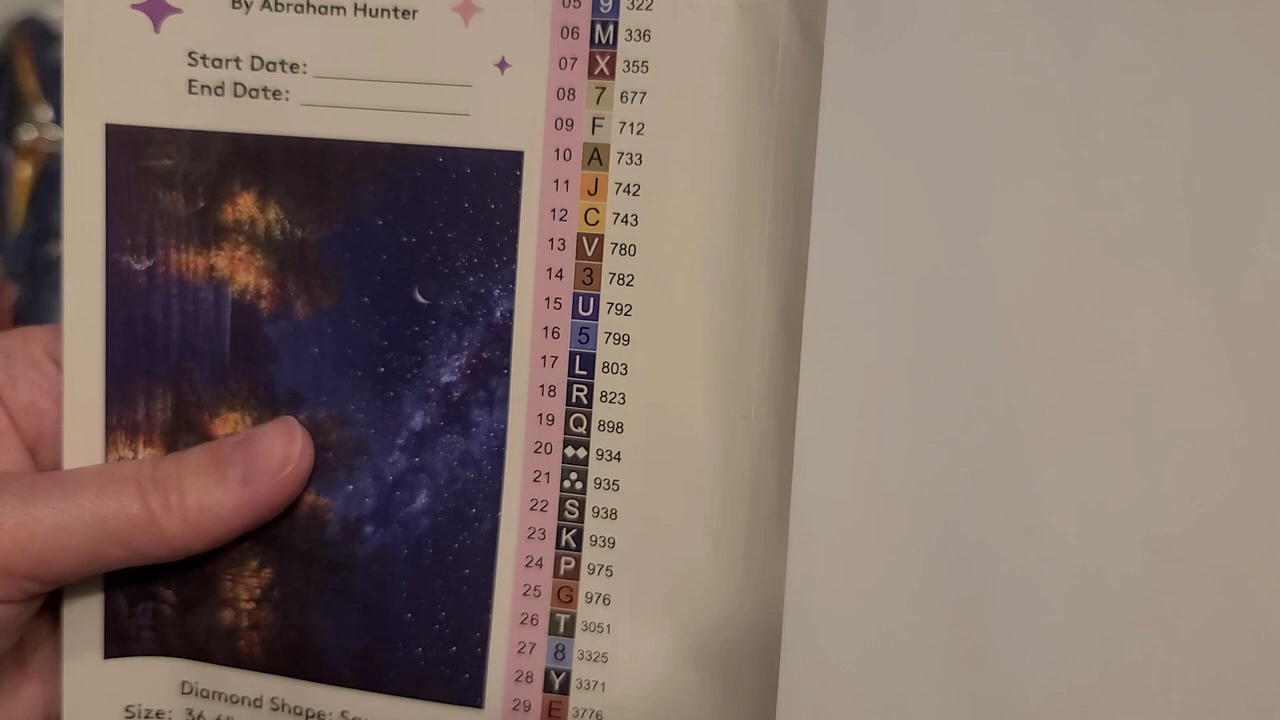 By Abraham Hunter
Start Date:
End Date:
Diamond Shape:
Size:
05 9 322
06 M 336
07 X 355
08 7 677
09 F 712
10 A 733
11 J 742
12 C 743
13 V 780
14 3 782
15 U 792
16 5 799
17 L 803
18 R 823
19 Q 898
20 934
21 935
22 S 938
23 K 939
24 P 975
25 G 976
26 T 3051
27 8 3325
28 Y 3371
29 E 3776